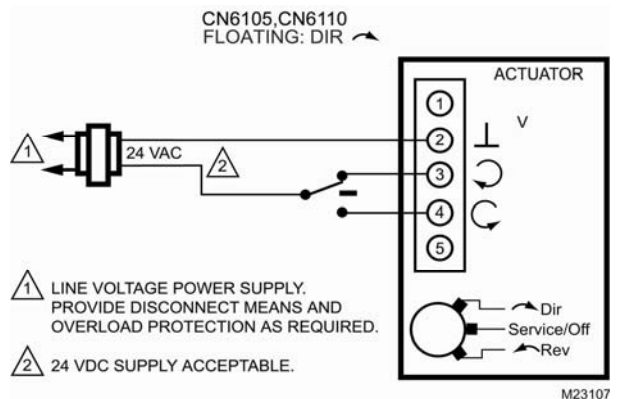 CN6105,CN6110
FLOATING: DIR
ACTUATOR
1
V
1
24 VAC
2
2
3
4
5
1 LINE VOLTAGE POWER SUPPLY.
PROVIDE DISCONNECT MEANS AND
OVERLOAD PROTECTION AS REQUIRED.
2 24 VDC SUPPLY ACCEPTABLE.
Dir
Service/Off
Rev
M23107